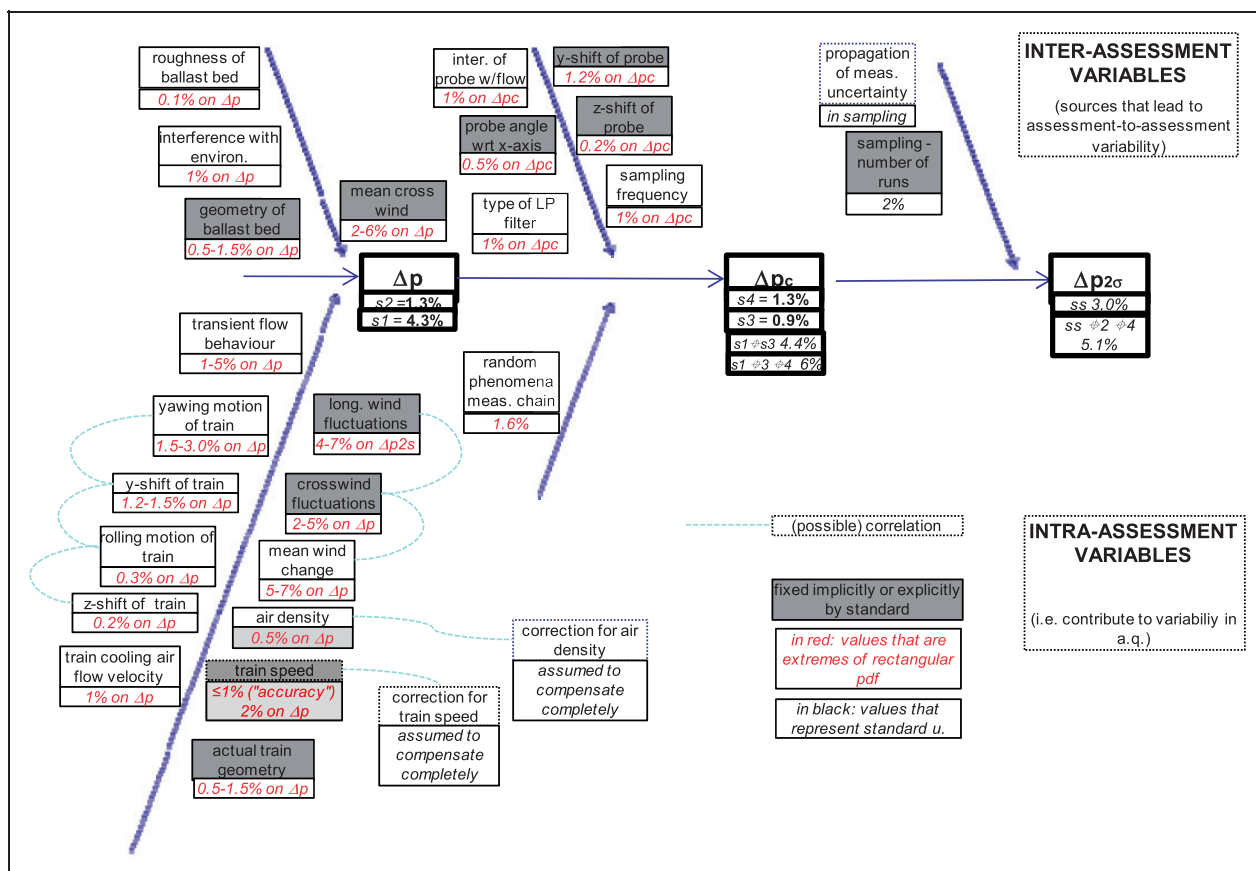 roughness of
ballast bed
0.1% on Δp
interference with
environ.
1% on Δp
geometry of
ballast bed
0.5-1.5% on Δp
mean cross
wind
2-6% on Δp
inter. of
probe w/flow
1% on Δpc
y-shift of probe
1.2% on Δpc
z-shift of
probe
0.2% on Δpc
probe angle
wrt x-axis
0.5% on Δpc
sampling
frequency
1% on Δpc
type of LP
filter
1% on Δpc
propagation
of meas.
uncertainty
in sampling
sampling -
number of
runs
2%
INTER-ASSESSMENT
VARIABLES
(sources that lead to
assessment-to-assessment
variability)
Δp
s2 =1.3%
s1 = 4.3%
Δpc
s4 = 1.3%
s3 = 0.9%
s1+s3 4.4%
s1 +3 +4 6%
Δp2σ
ss 3,0%
ss +2 +4
5.1%
transient flow
behaviour
1-5% on Δp
yawing motion
of train
1.5-3.0% on Δp
y-shift of train
1.2-1.5% on Δp
rolling motion of
train
0.3% on Δp
z-shift of train
0.2% on Δp
train cooling air
flow velocity
1% on Δp
long. wind
fluctuations
4-7% on Δp2s
crosswind
fluctuations
2-5% on Δp
mean wind
change
5-7% on Δp
air density
0.5% on Δp
train speed
≤1% ("accuracy")
2% on Δp
actual train
geometry
0.5-1.5% on Δp
random
phenomena
meas. chain
1.6%
correction for air
density
assumed to
compensate
completely
correction for
train speed
assumed to
compensate
completely
(possible) correlation
fixed implicitly or explicitly
by standard
in red: values that are
extremes of rectangular
pdf
in black: values that
represent standard u.
INTRA-ASSESSMENT
VARIABLES
(i.e. contribute to variabiliy in
a.q.)